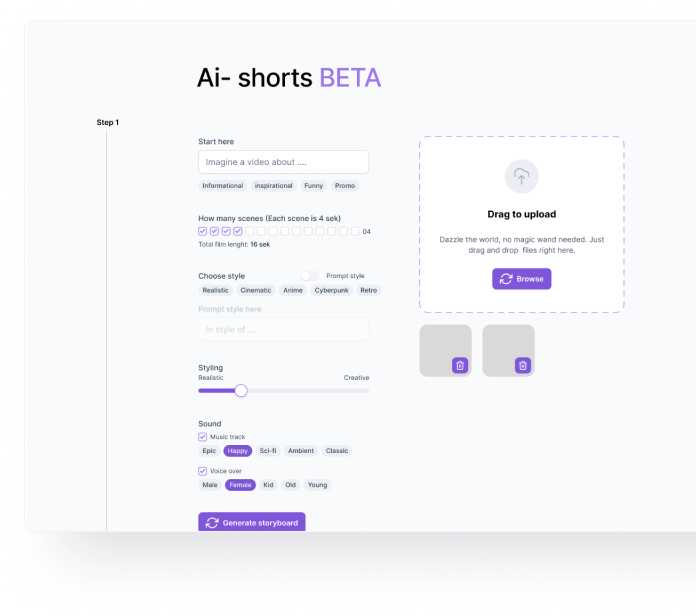 Ai- shorts BETA
Step 1
Start here
Imagine a video about ....
Informational inspirational Funny Promo
How many scenes (Each scene is 4 sek)
04
Total film lenght: 16 sek
Choose style Prompt style
Realistic Cinematic Anime Cyberpunk Retro
Prompt style here
In style of ....
Styling
Realistic Creative
Sound
Music track
Epic Happy Sci-fi Ambient Classic
Voice over
Male Female Kid Old Young
Generate storyboard
Drag to upload
Dazzle the world, no magic wand needed. Just
drag and drop files right here.
Browse